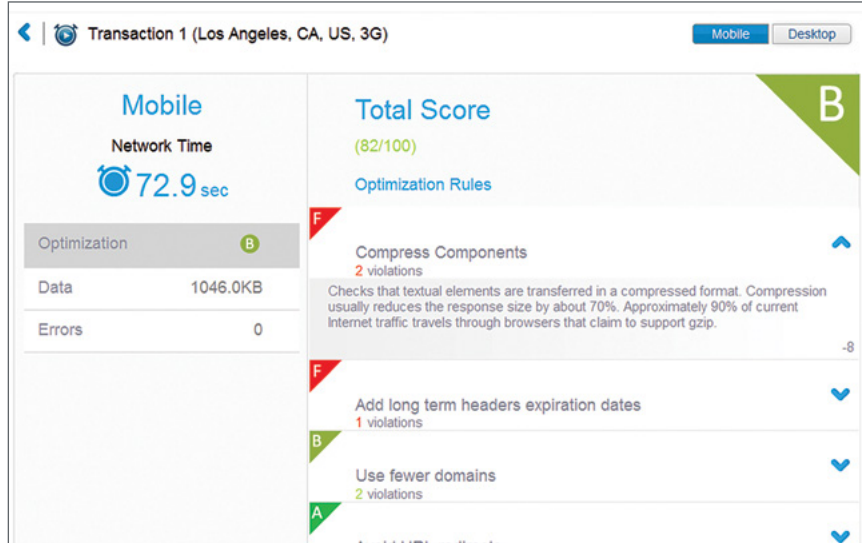 Transaction 1 (Los Angeles, CA, US, 3G)
Mobile Desktop
Mobile
Network Time
72.9 sec
Optimization B
Data 1046.0KB
Errors 0
Total Score
(82/100)
B
Optimization Rules
F
Compress Components
2 violations
Checks that textual elements are transferred in a compressed format. Compression
usually reduces the response size by about 70%. Approximately 90% of current
Internet traffic travels through browsers that claim to support gzip.
-8
F
Add long term headers expiration dates
1 violations
B
Use fewer domains
2 violations
A